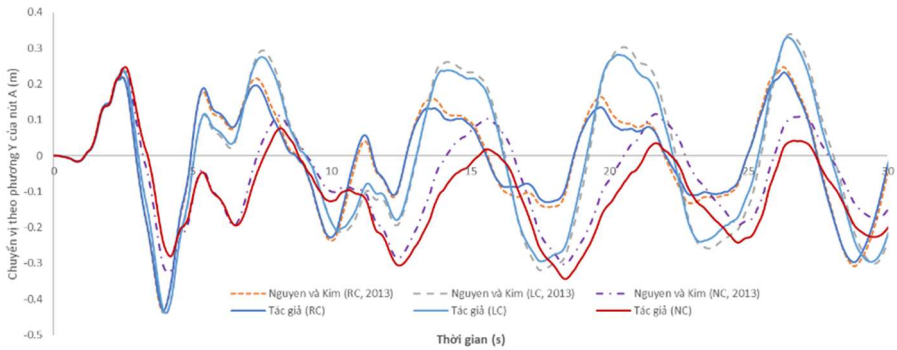 Chuyển vị theo phương Y của nút A (m)
0.4
0.3
0.2
0.1
0
-0.1
-0.2
-0.3
-0.4
-0.5
0 5 10 15 20 25 30
Nguyen và Kim (RC, 2013) Nguyen và Kim (LC, 2013) Nguyen và Kim (NC, 2013)
Tác giả (RC) Tác giả (LC) Tác giả (NC)
Thời gian (s)